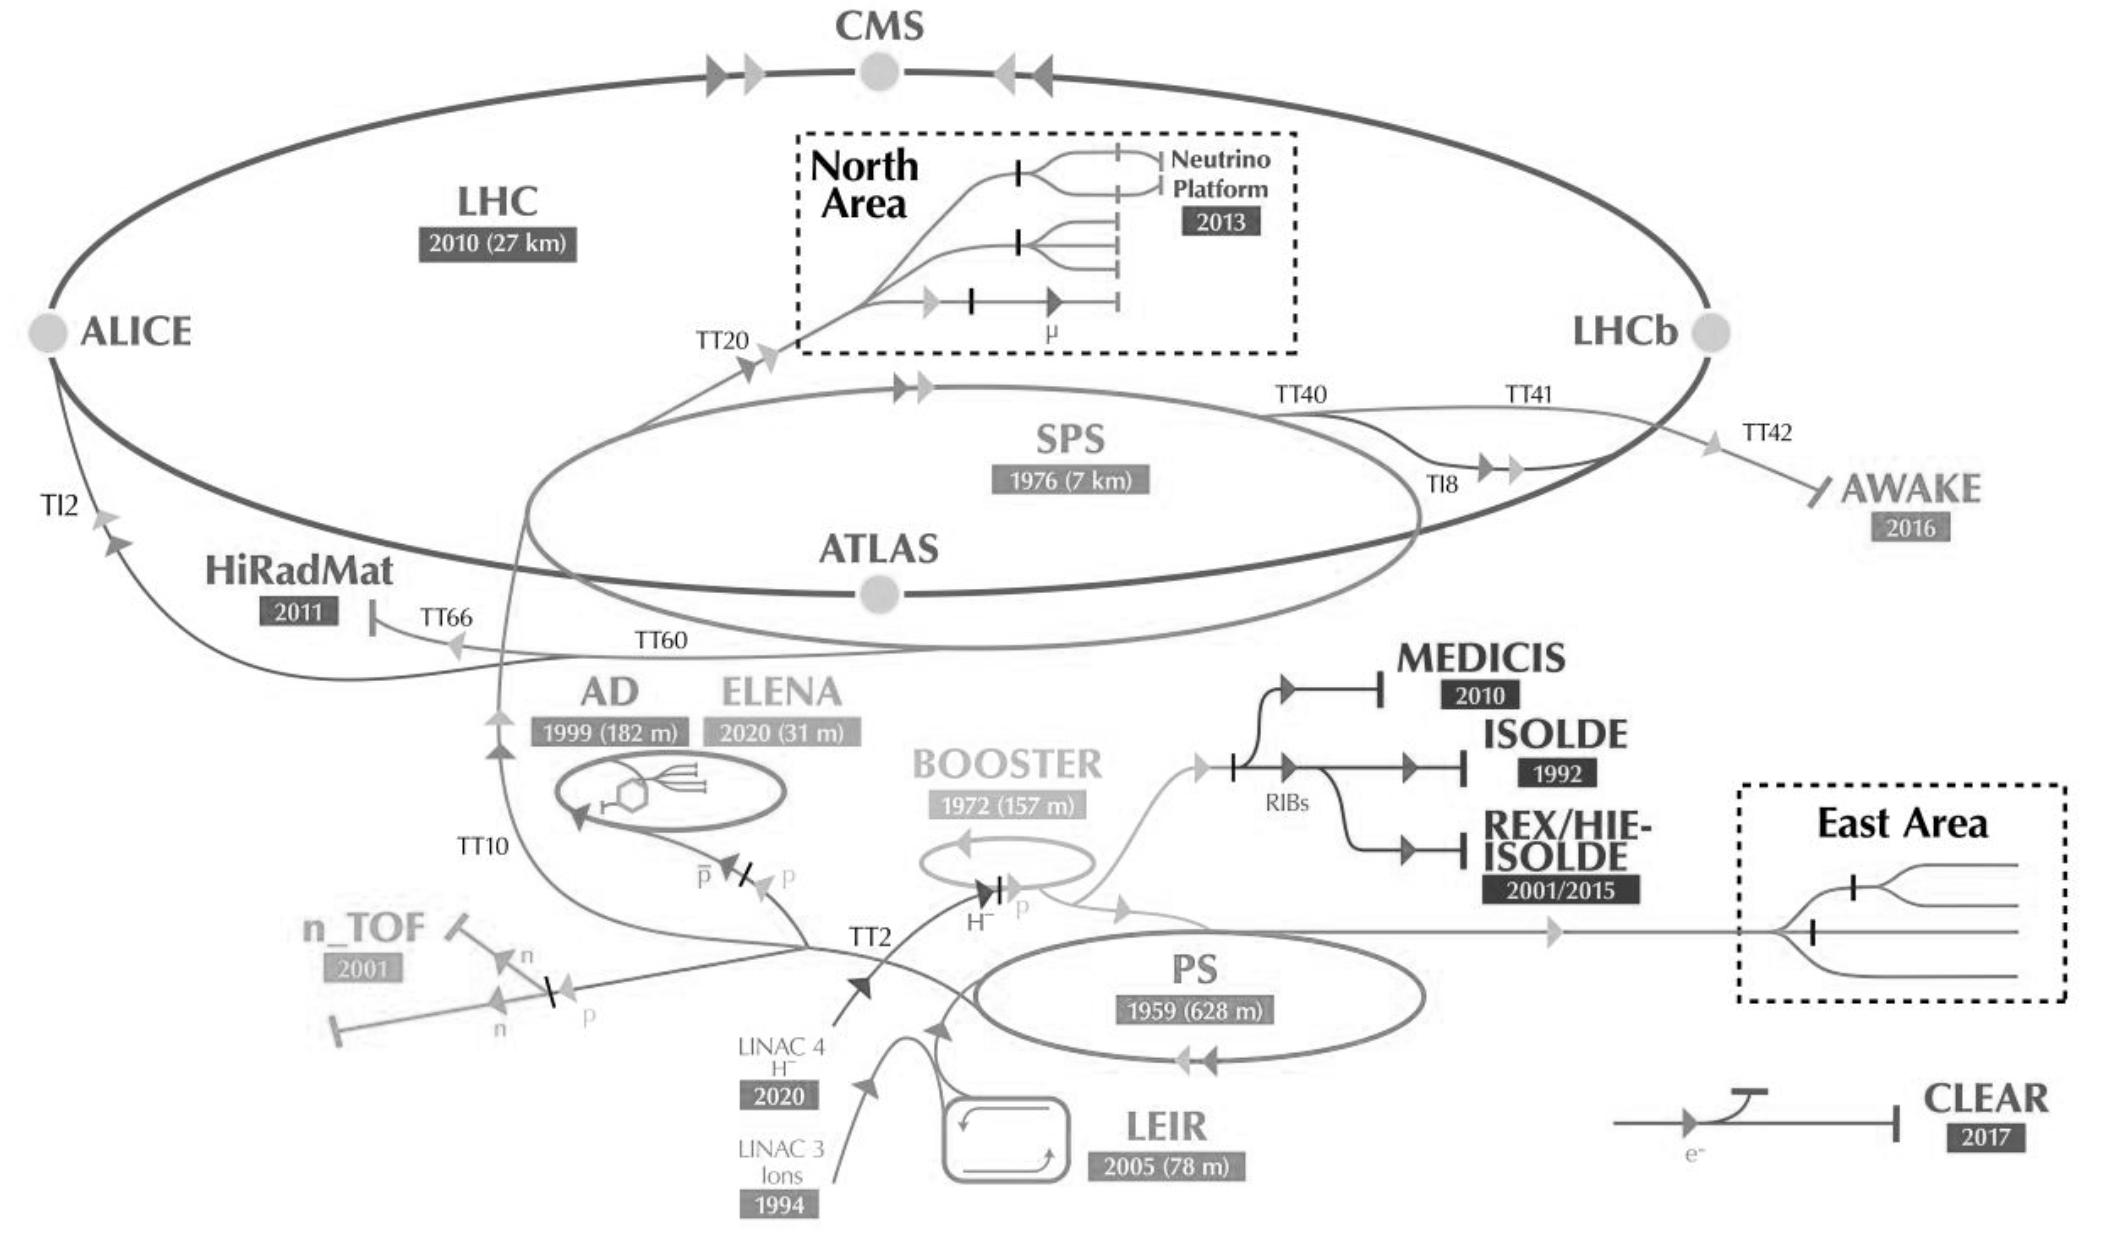 CMS
North
Area
Neutrino
Platform
2013
LHC
2010 (27 km)
μ
ALICE
LHCb
TT20
TT40
TT41
TT42
SPS
1976 (7 km)
TI8
AWAKE
2016
TI2
ATLAS
HiRadMat
2011
TT66
TT60
MEDICIS
2010
AD
1999 (182 m)
ELENA
2020 (31 m)
ISOLDE
1992
BOOSTER
1972 (157 m)
RIBs
REX/HIE-
ISOLDE
2001/2015
East Area
TT10
p̅
p
H⁻
p
n_TOF
2001
n
n
p
TT2
PS
1959 (628 m)
LINAC 4
H⁻
2020
LINAC 3
Ions
1994
LEIR
2005 (78 m)
CLEAR
2017
e⁻